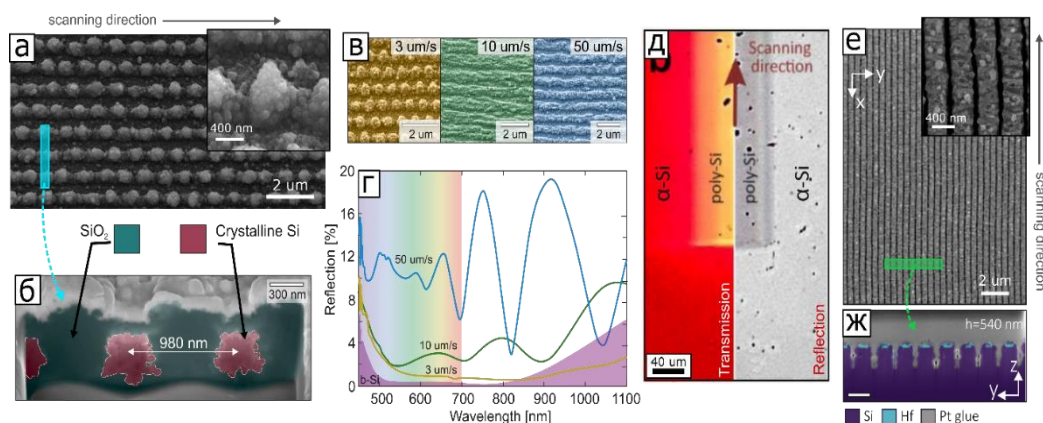 scanning direction
а
400 nm
2 um
SiO₂
Crystalline Si
б
300 nm
980 nm
в
3 um/s
10 um/s
50 um/s
2 um
2 um
2 um
г
Reflection [%]
20
16
12
8
4
0
50 um/s
10 um/s
3 um/s
b-Si
500
600
700
800
900
1000
1100
Wavelength [nm]
д
Scanning
direction
α-Si
poly-Si
poly-Si
α-Si
Transmission
Reflection
40 um
е
y
x
400 nm
2 um
scanning direction
ж
h=540 nm
z
y
Si
Hf
Pt glue